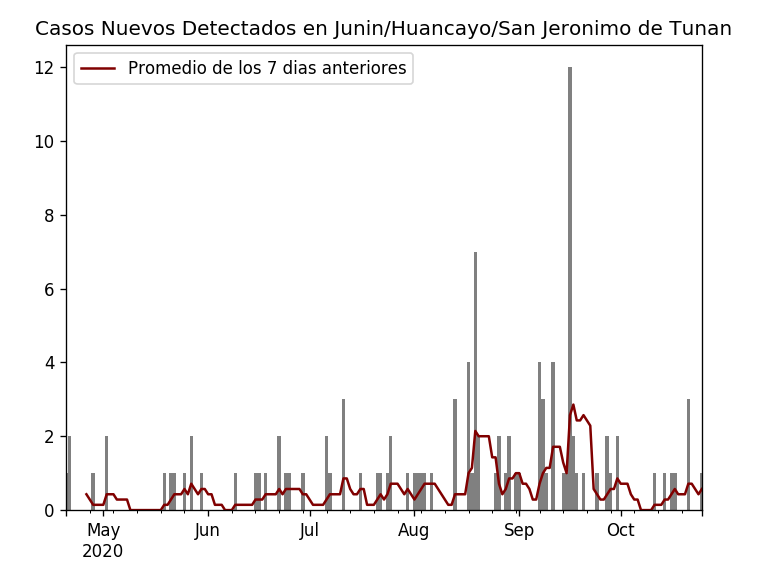 Casos Nuevos Detectados en Junin/Huancayo/San Jeronimo de Tunan
Promedio de los 7 dias anteriores
12
10
8
6
4
2
0
May Jun Jul Aug Sep Oct
2020